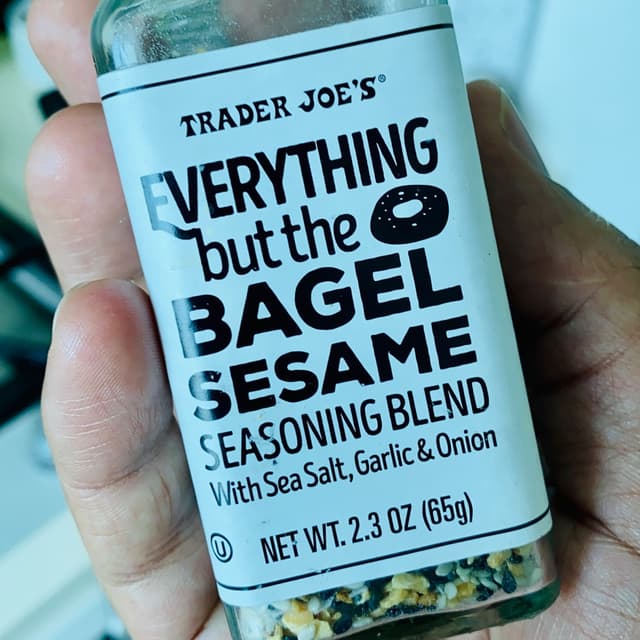 TRADER JOE'S®
EVERYTHING
but the
BAGEL
SESAME
SEASONING BLEND
With Sea Salt, Garlic & Onion
U
NET WT. 2.3 OZ (65g)